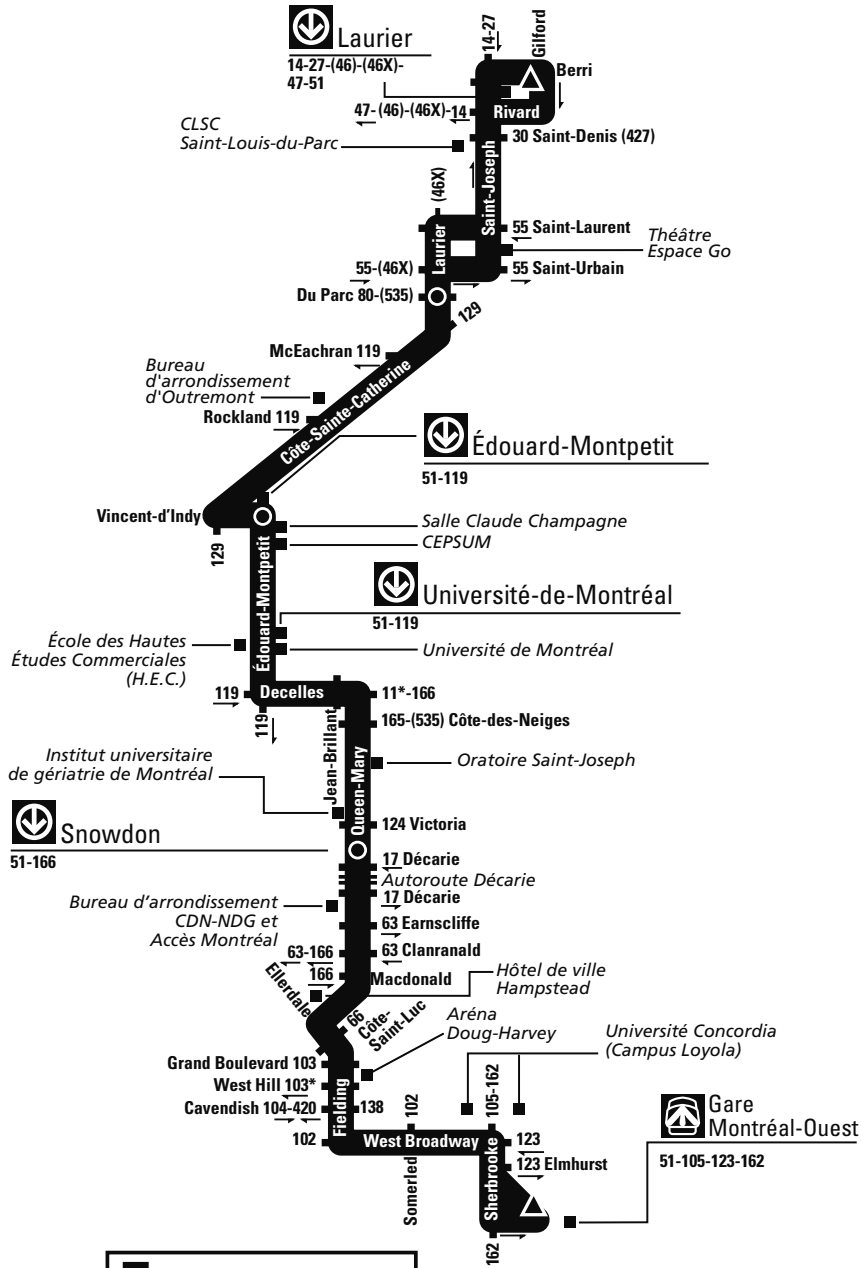 Laurier
14-27-(46)-(46X)-
47-51
14-27
Gilford
Berri
47-(46)-(46X)-14
Rivard
CLSC
Saint-Louis-du-Parc
30 Saint-Denis (427)
Saint-Joseph
(46X)
Laurier
55 Saint-Laurent
Théâtre
Espace Go
55-(46X)
55 Saint-Urbain
Du Parc 80-(535)
129
McEachran 119
Bureau
d'arrondissement
d'Outremont
Rockland 119
Côte-Sainte-Catherine
Édouard-Montpetit
51-119
Vincent-d'Indy
129
Salle Claude Champagne
CEPSUM
Édouard-Montpetit
Université-de-Montréal
51-119
École des Hautes
Études Commerciales
(H.E.C.)
Université de Montréal
119
Decelles
11*-166
119
Jean-Brillant
165-(535) Côte-des-Neiges
Institut universitaire
de gériatrie de Montréal
Queen-Mary
Oratoire Saint-Joseph
Snowdon
51-166
124 Victoria
17 Décarie
Autoroute Décarie
17 Décarie
Bureau d'arrondissement
CDN-NDG et
Accès Montréal
63 Earnscliffe
63-166
63 Clanranald
166
Macdonald
Ellerdale
Hôtel de ville
Hampstead
66
Côte-
Saint-Luc
Aréna
Doug-Harvey
Université Concordia
(Campus Loyola)
Grand Boulevard 103
West Hill 103*
Cavendish 104-420
138
Fielding
102
102
105-162
West Broadway
123
Somerled
Sherbrooke
123 Elmhurst
162
Gare
Montréal-Ouest
51-105-123-162